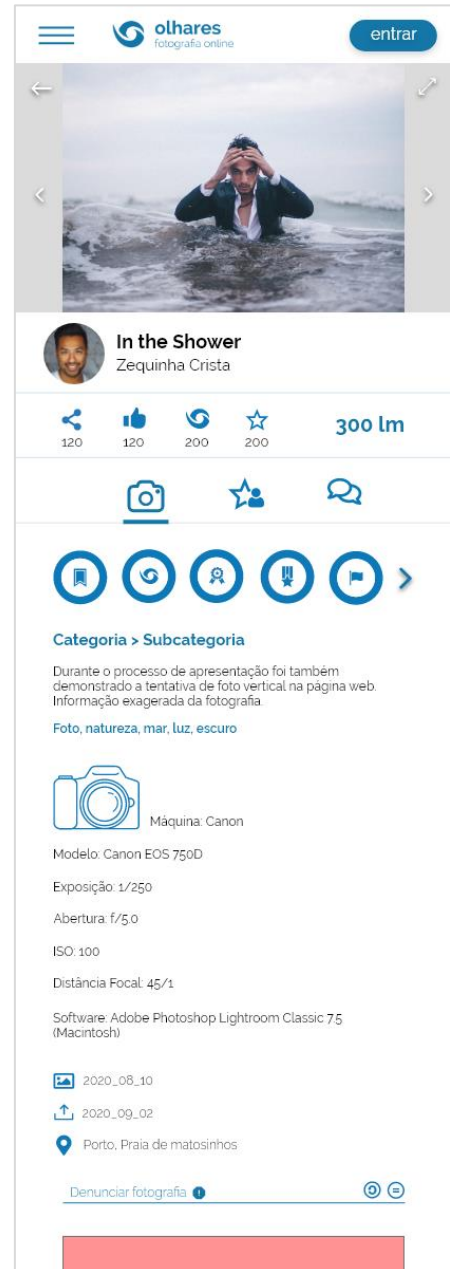 olhares
fotografia online
entrar
In the Shower
Zequinha Crista
120
120
200
200
300 lm
Categoria > Subcategoria
Durante o processo de apresentação foi também
demonstrado a tentativa de foto vertical na página web.
Informação exagerada da fotografia.
Foto, natureza, mar, luz, escuro
Máquina: Canon
Modelo: Canon EOS 750D
Exposição: 1/250
Abertura: f/5.0
ISO: 100
Distância Focal: 45/1
Software: Adobe Photoshop Lightroom Classic 7.5
(Macintosh)
2020_08_10
2020_09_02
Porto, Praia de matosinhos
Denunciar fotografia